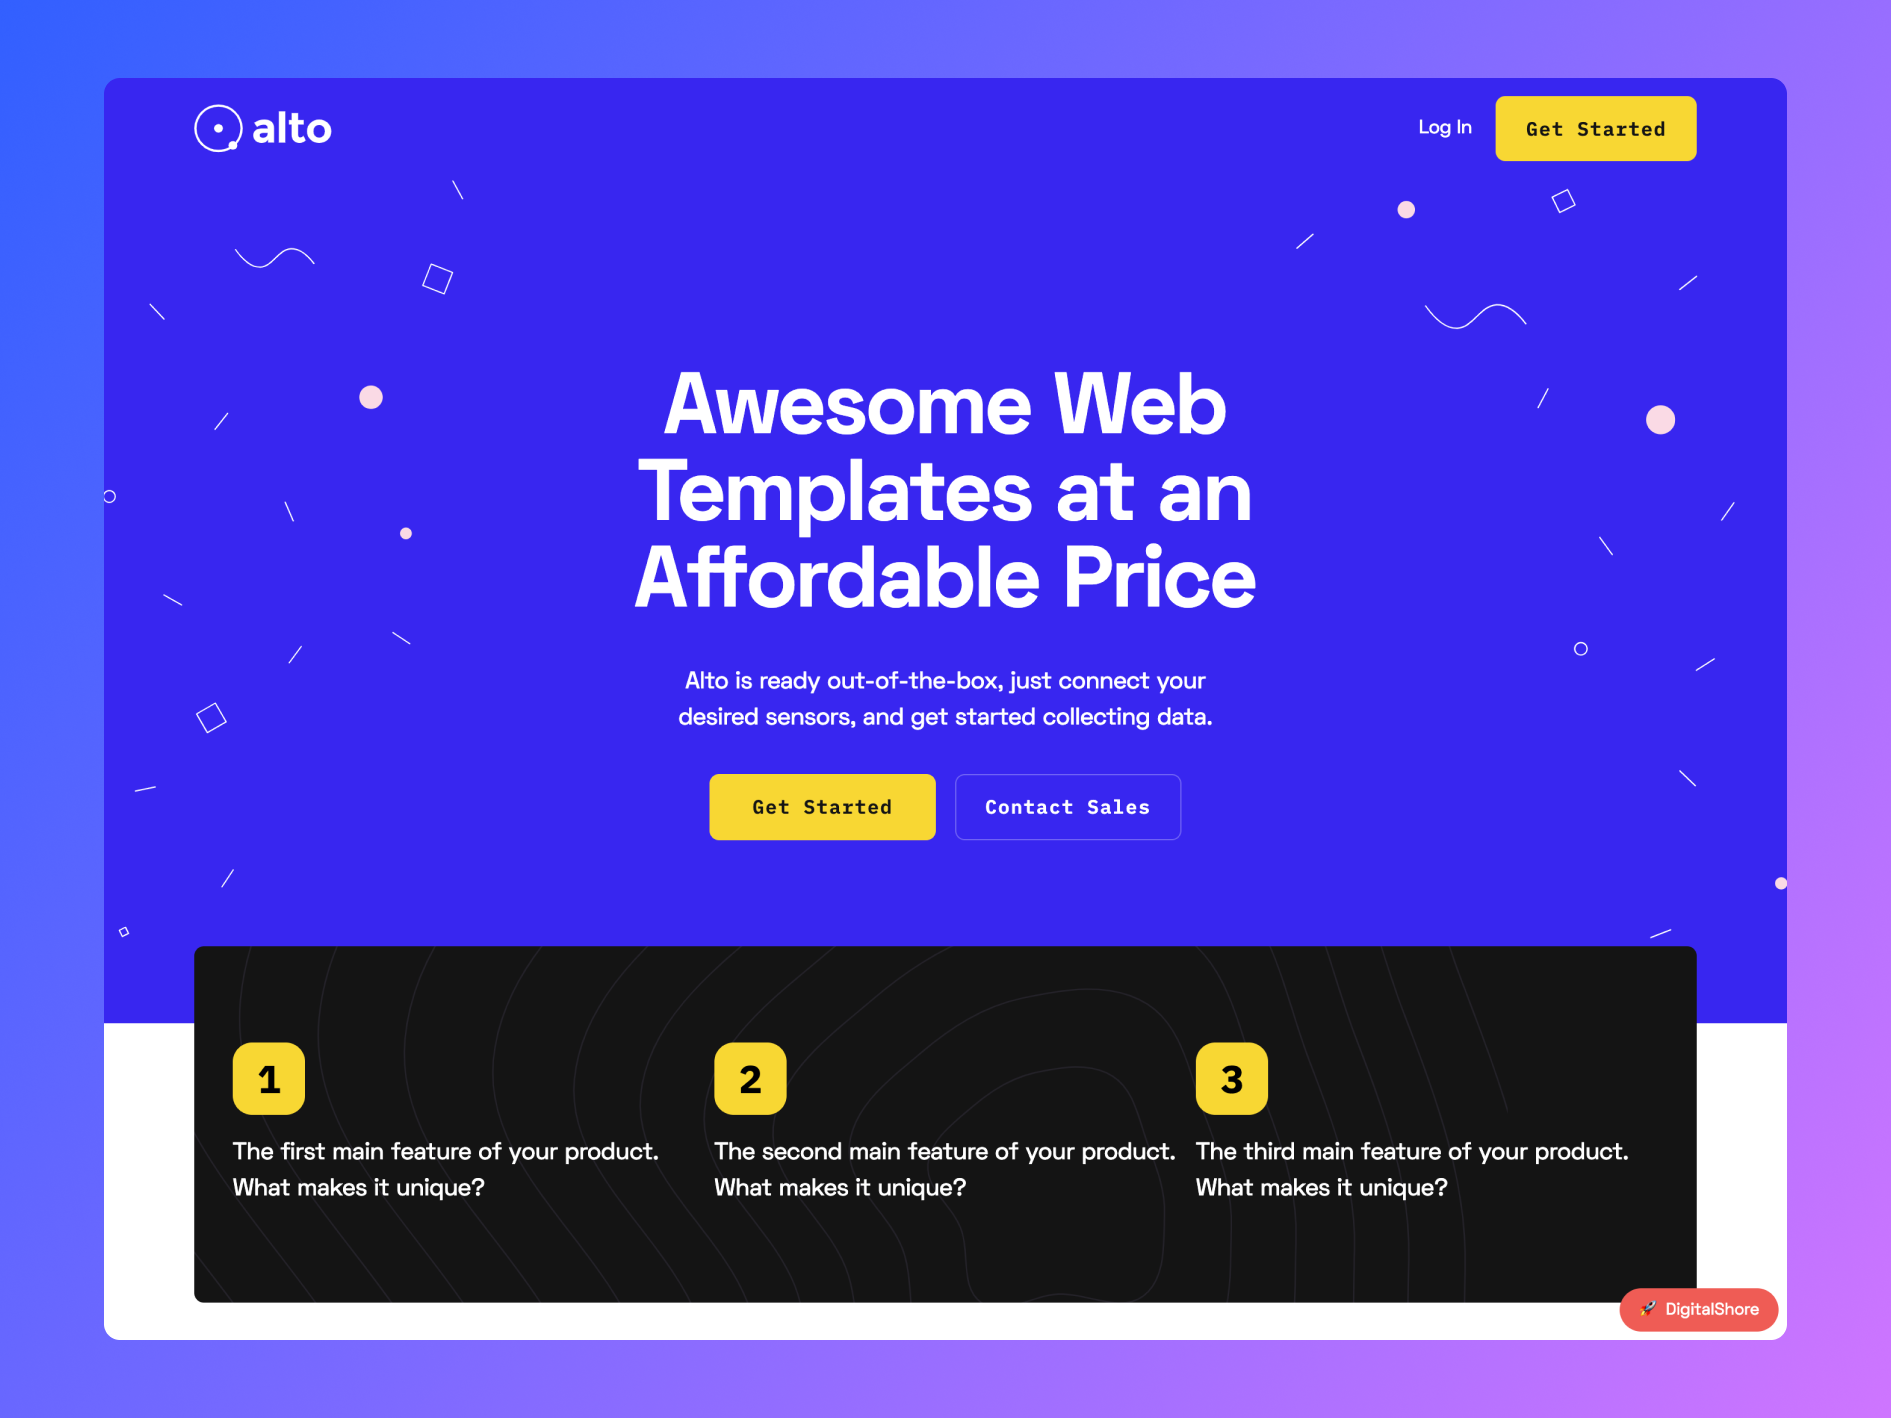 alto
Log In
Get Started
Awesome Web
Templates at an
Affordable Price
Alto is ready out-of-the-box, just connect your
desired sensors, and get started collecting data.
Get Started
Contact Sales
1
The first main feature of your product.
What makes it unique?
2
The second main feature of your product.
What makes it unique?
3
The third main feature of your product.
What makes it unique?
🚀 DigitalShore